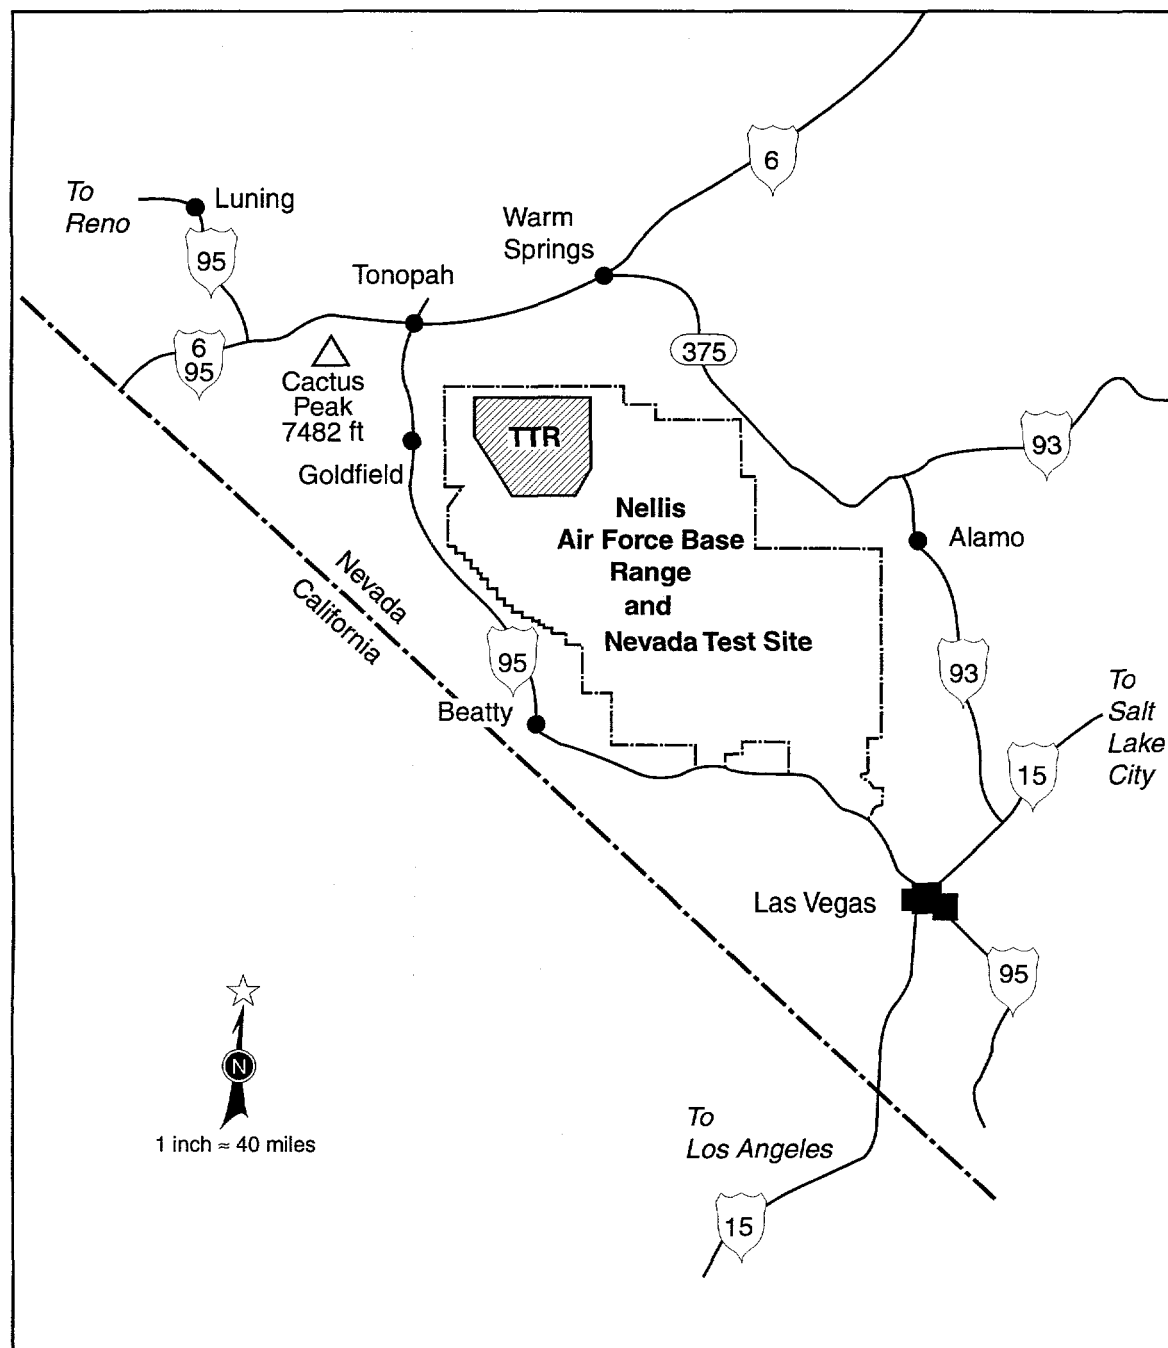 6
To
Reno
Luning
95
Warm
Springs
Tonopah
6
95
375
Cactus
Peak
7482 ft
TTR
93
Goldfield
Nellis
Air Force Base
Range
and
Nevada Test Site
Alamo
Nevada
California
95
93
Beatty
To
Salt
Lake
City
15
Las Vegas
95
N
1 inch ≈ 40 miles
To
Los Angeles
15